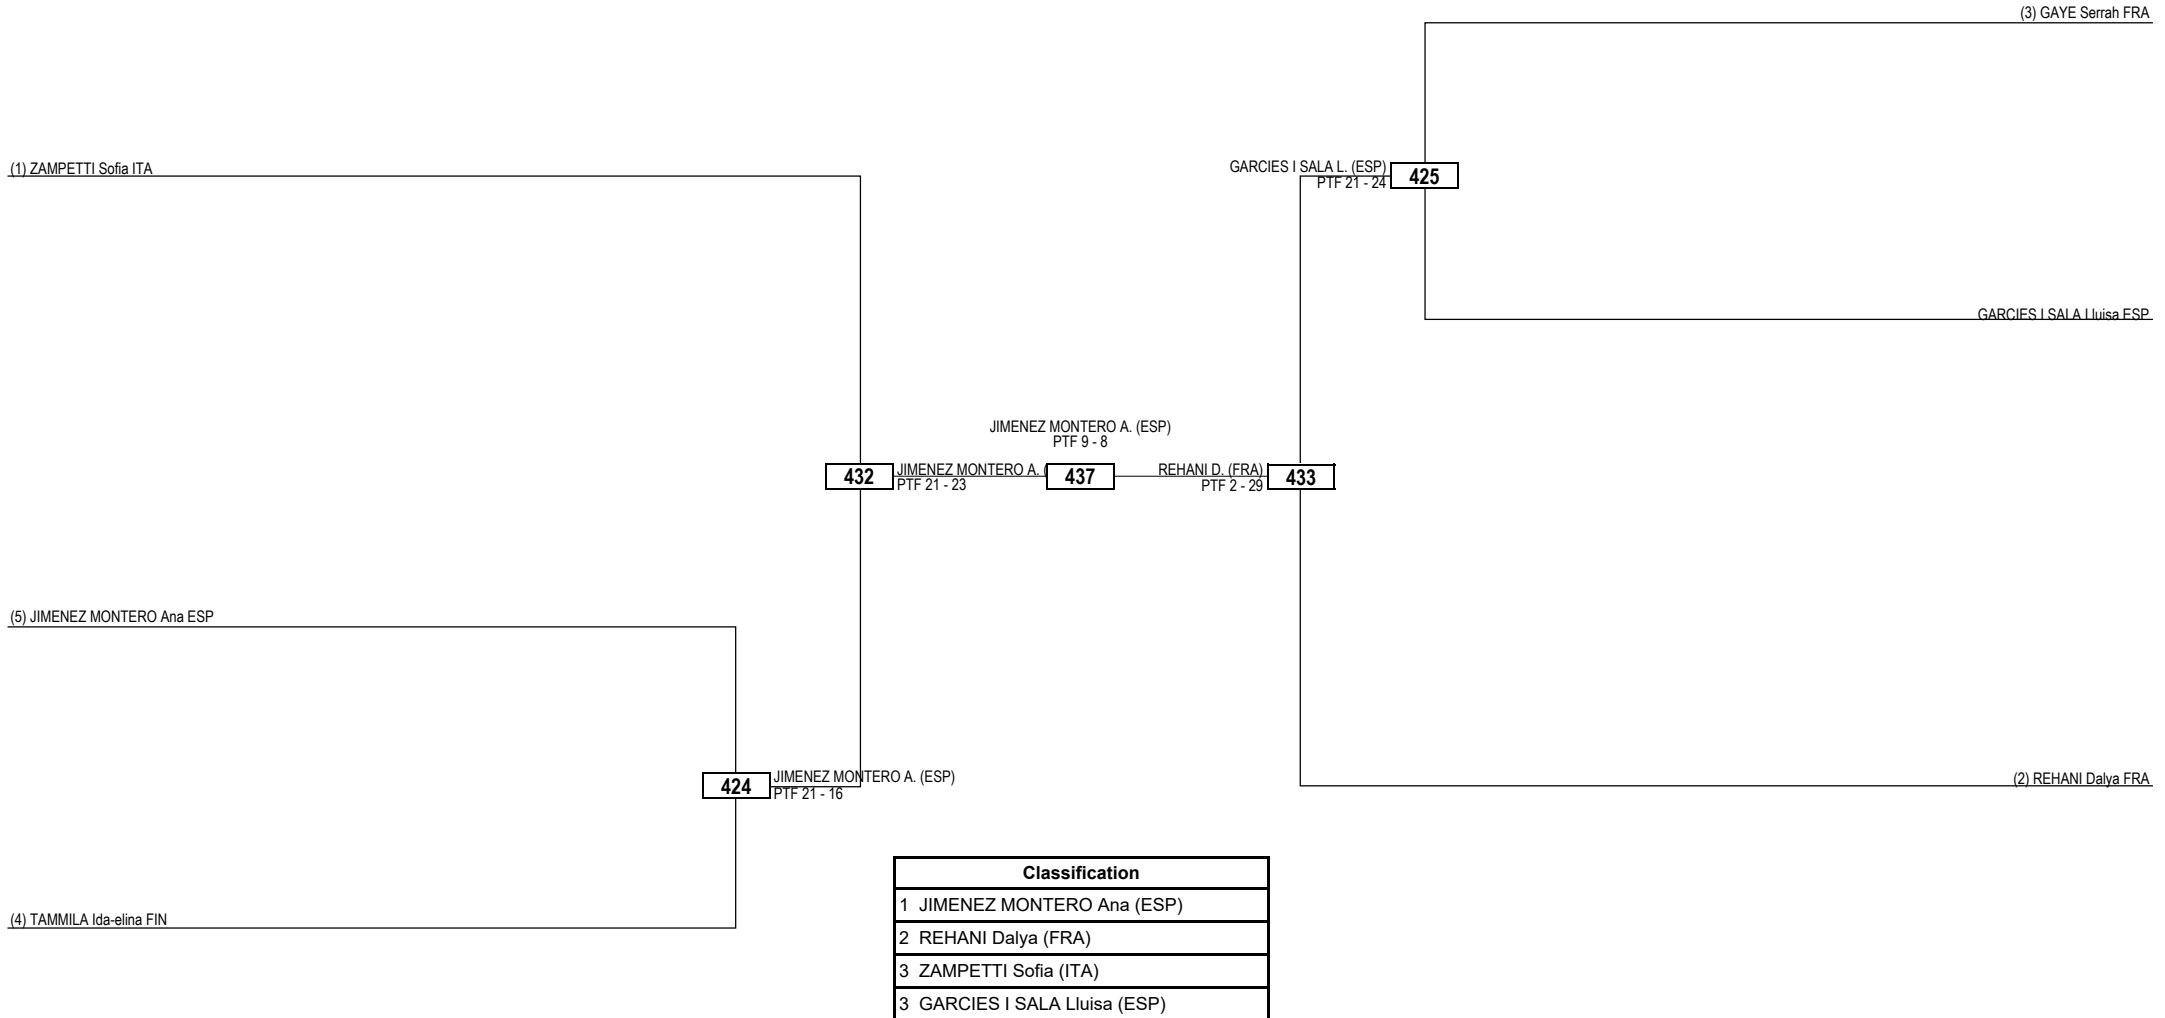 (3) GAYE Serrah FRA
(1) ZAMPETTI Sofia ITA
GARCIES I SALA L. (ESP)
PTF 21 - 24
425
GARCIES I SALA Lluisa ESP
JIMENEZ MONTERO A. (ESP)
PTF 9 - 8
432
JIMENEZ MONTERO A. (
PTF 21 - 23
437
REHANI D. (FRA)
PTF 2 - 29
433
(5) JIMENEZ MONTERO Ana ESP
424
JIMENEZ MONTERO A. (ESP)
PTF 21 - 16
(2) REHANI Dalya FRA
(4) TAMMILA Ida-elina FIN
Classification
1 JIMENEZ MONTERO Ana (ESP)
2 REHANI Dalya (FRA)
3 ZAMPETTI Sofia (ITA)
3 GARCIES I SALA Lluisa (ESP)